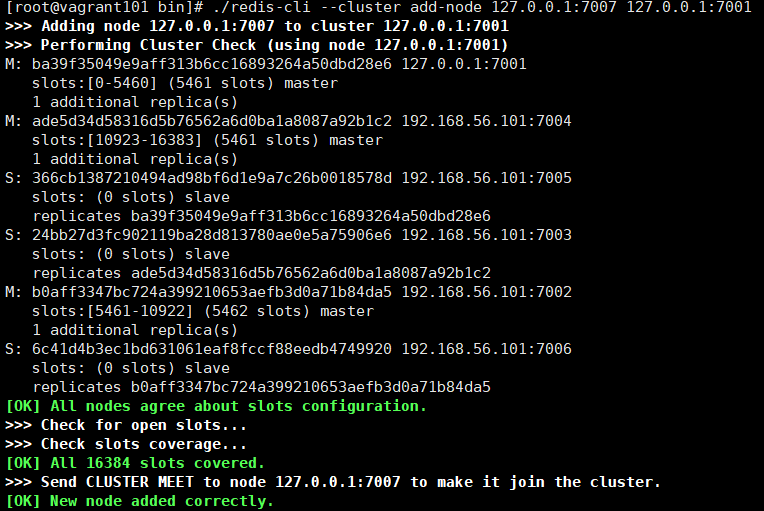 [root@vagrant101 bin]# ./redis-cli --cluster add-node 127.0.0.1:7007 127.0.0.1:7001
>>> Adding node 127.0.0.1:7007 to cluster 127.0.0.1:7001
>>> Performing Cluster Check (using node 127.0.0.1:7001)
M: ba39f35049e9aff313b6cc16893264a50dbd28e6 127.0.0.1:7001
   slots:[0-5460] (5461 slots) master
   1 additional replica(s)
M: ade5d34d58316d5b76562a6d0ba1a8087a92b1c2 192.168.56.101:7004
   slots:[10923-16383] (5461 slots) master
   1 additional replica(s)
S: 366cb1387210494ad98bf6d1e9a7c26b0018578d 192.168.56.101:7005
   slots: (0 slots) slave
   replicates ba39f35049e9aff313b6cc16893264a50dbd28e6
S: 24bb27d3fc902119ba28d813780ae0e5a75906e6 192.168.56.101:7003
   slots: (0 slots) slave
   replicates ade5d34d58316d5b76562a6d0ba1a8087a92b1c2
M: b0aff3347bc724a399210653aefb3d0a71b84da5 192.168.56.101:7002
   slots:[5461-10922] (5462 slots) master
   1 additional replica(s)
S: 6c41d4b3ec1bd631061eaf8fccf88eedb4749920 192.168.56.101:7006
   slots: (0 slots) slave
   replicates b0aff3347bc724a399210653aefb3d0a71b84da5
[OK] All nodes agree about slots configuration.
>>> Check for open slots...
>>> Check slots coverage...
[OK] All 16384 slots covered.
>>> Send CLUSTER MEET to node 127.0.0.1:7007 to make it join the cluster.
[OK] New node added correctly.